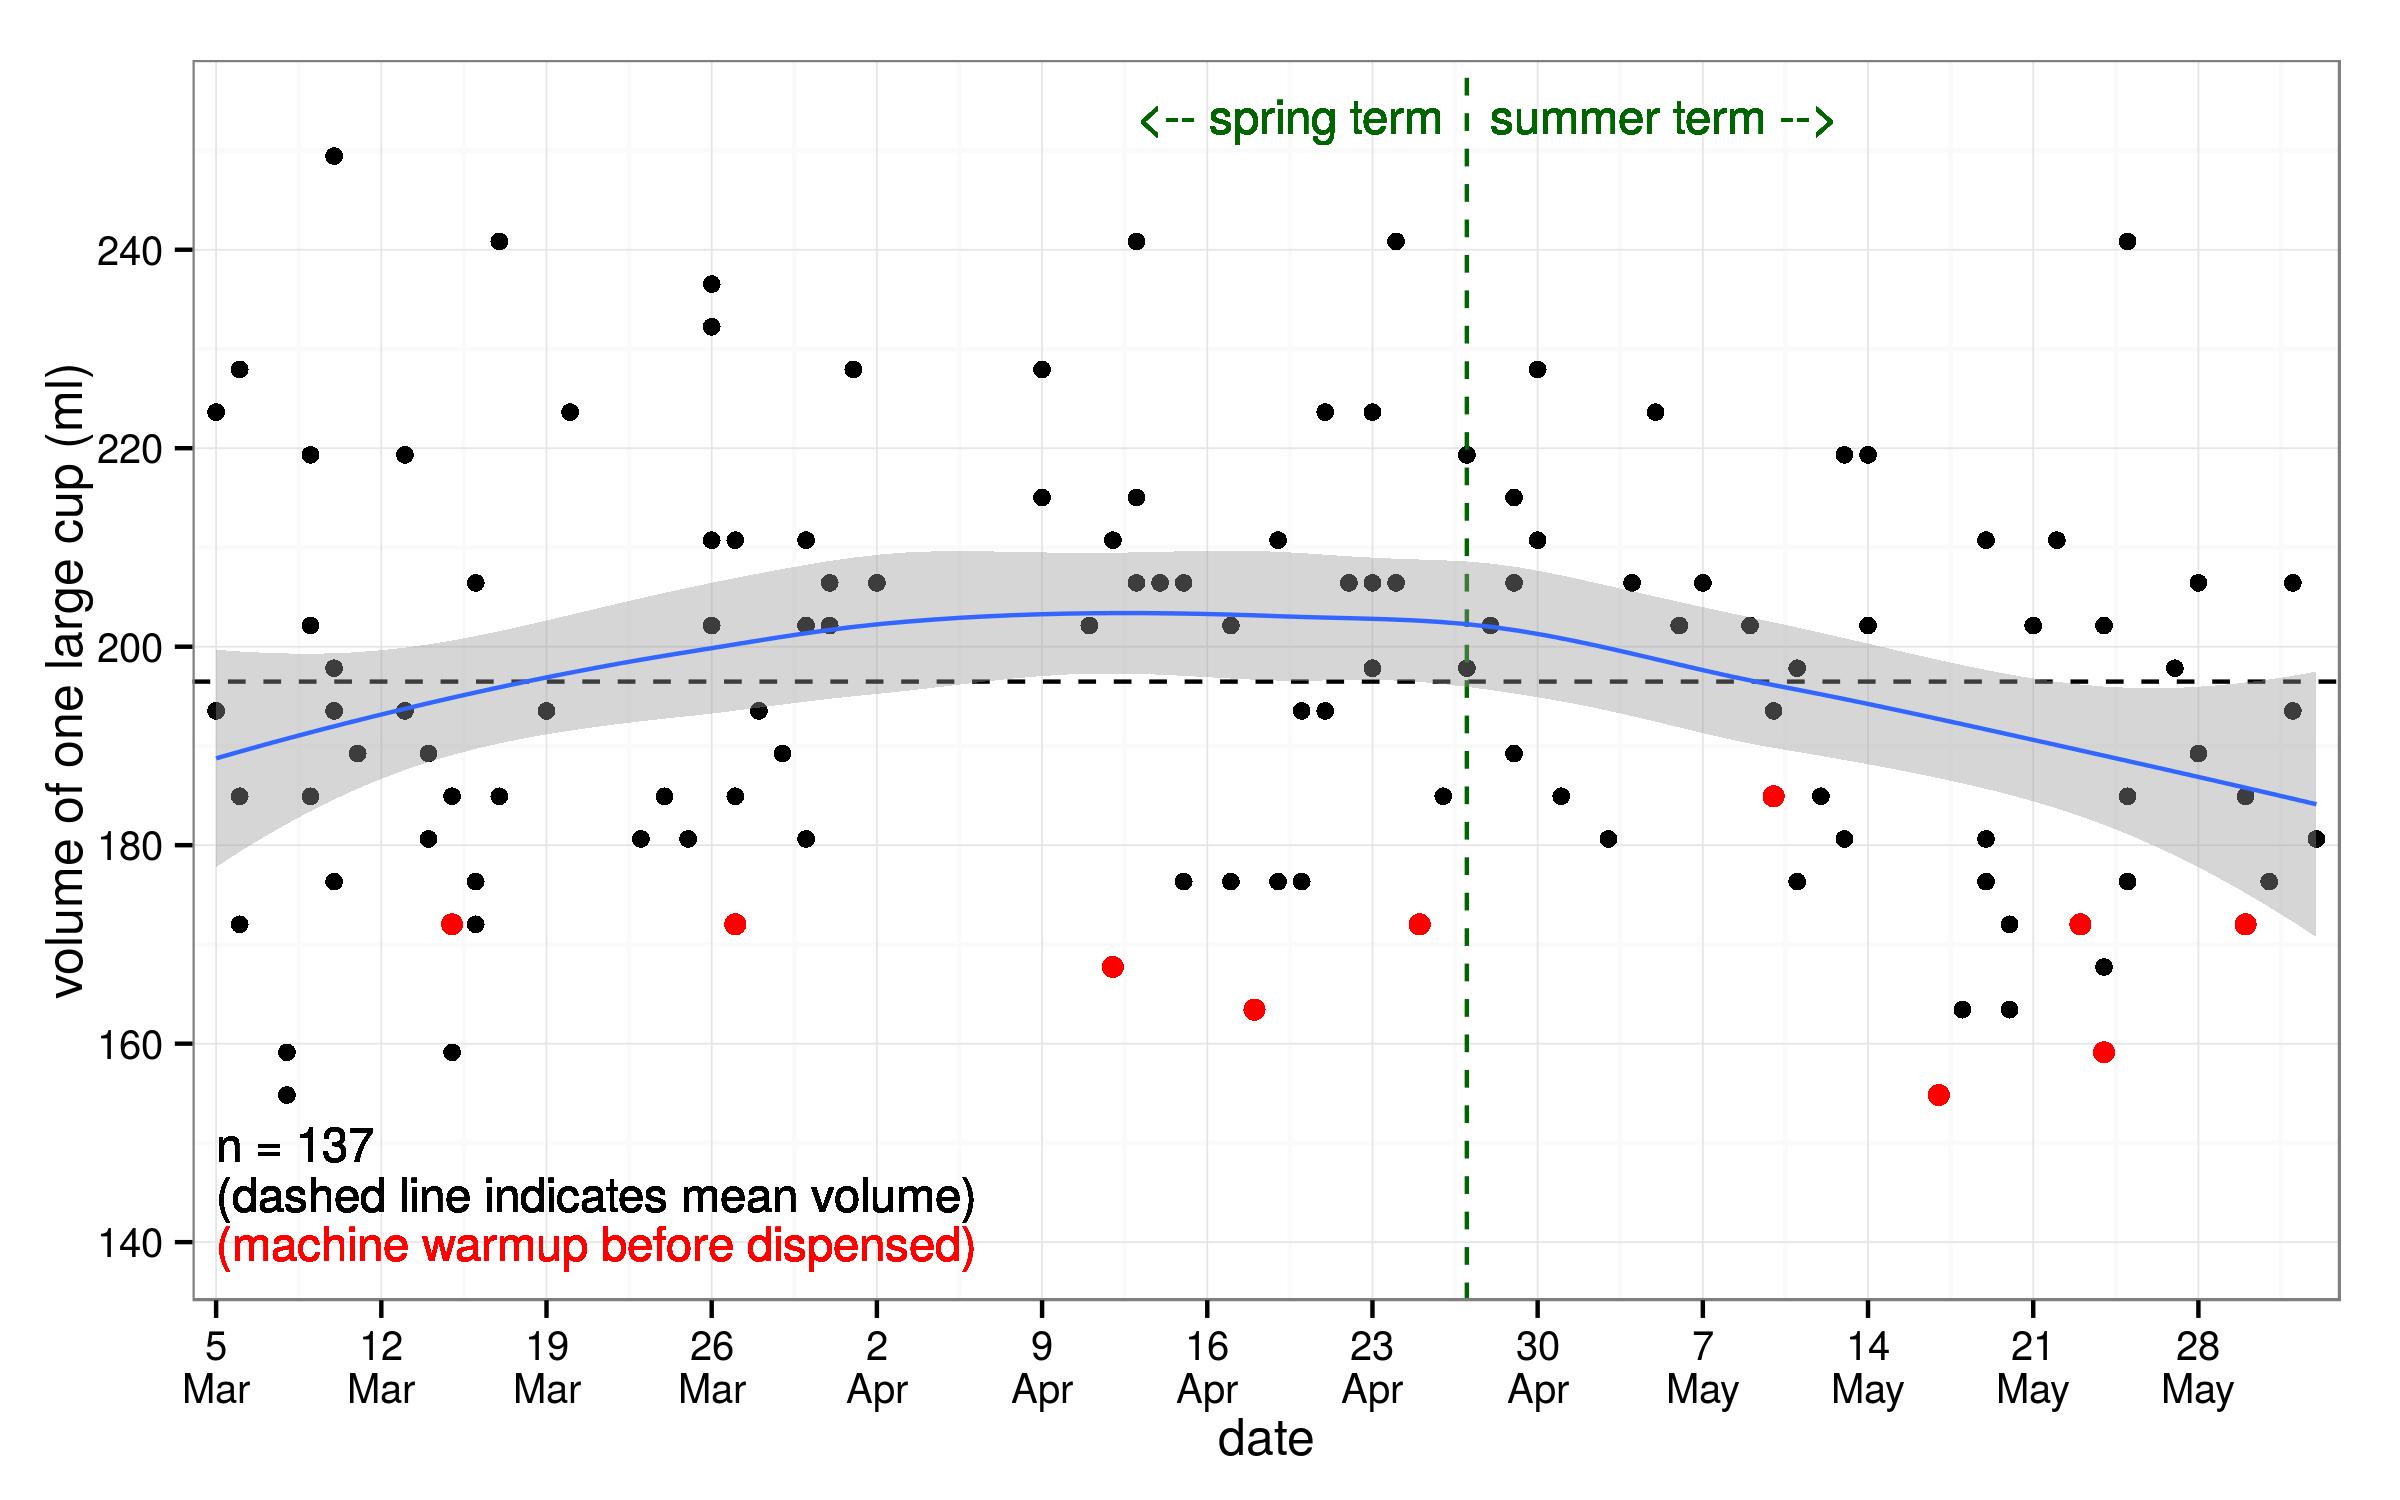 <-- spring term summer term -->
volume of one large cup (ml)
240
220
200
180
160
140
n = 137
(dashed line indicates mean volume)
(machine warmup before dispensed)
5 12 19 26 2 9 16 23 30 7 14 21 28
Mar Mar Mar Mar Apr Apr Apr Apr Apr May May May May
date